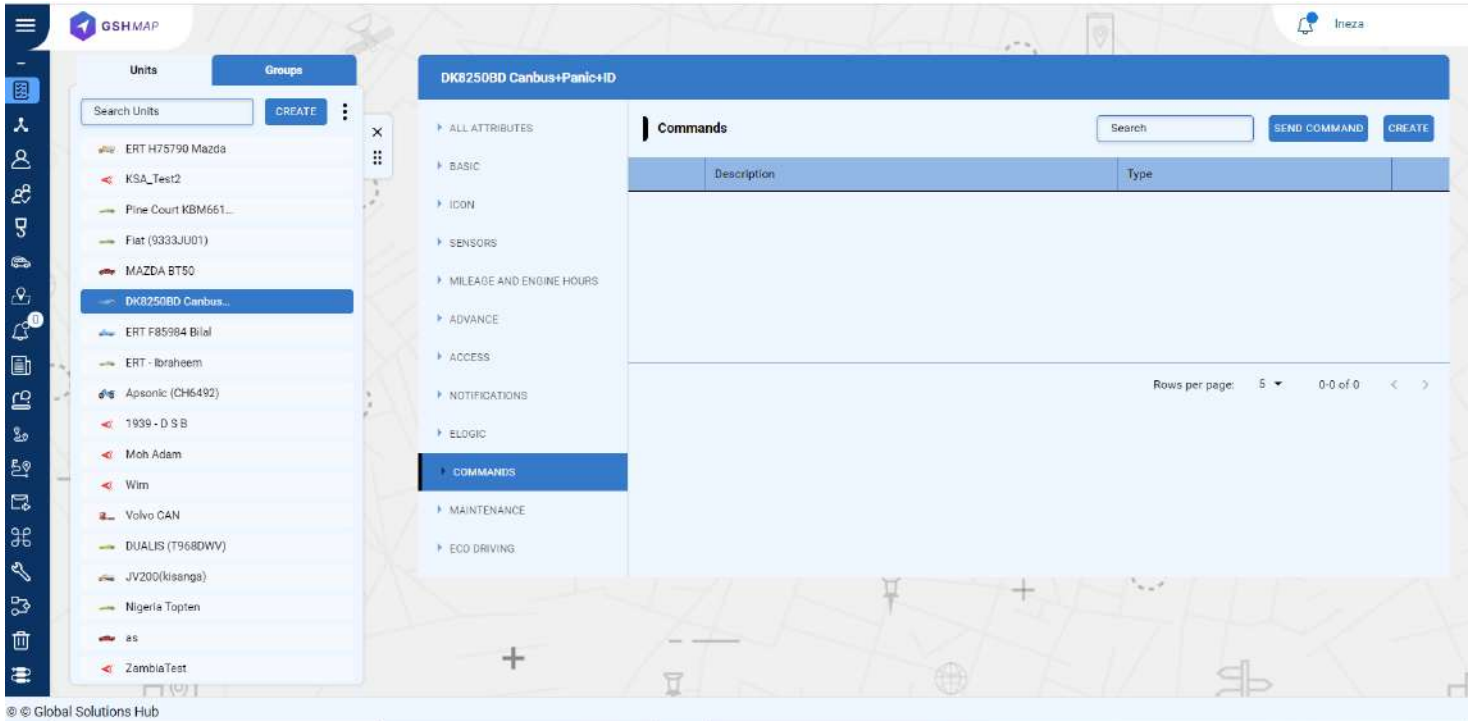 GSHMAP
Ineza
Units
Groups
Search Units
CREATE
ERT H75790 Mazda
KSA_Test2
Pine Court KBM661...
Fiat (9333JU01)
MAZDA BT50
DK8250BD Canbus...
ERT F85984 Bilal
ERT - Ibraheem
Apsonic (CH6492)
1939 - D S B
Moh Adam
Wim
Volvo CAN
DUALIS (T968DWV)
JV200(kisanga)
Nigeria Topten
as
ZambiaTest
0
DK8250BD Canbus+Panic+ID
ALL ATTRIBUTES
BASIC
ICON
SENSORS
MILEAGE AND ENGINE HOURS
ADVANCE
ACCESS
NOTIFICATIONS
ELOGIC
COMMANDS
MAINTENANCE
ECO DRIVING
Commands
Search
SEND COMMAND
CREATE
Description
Type
Rows per page: 5
0-0 of 0
© © Global Solutions Hub